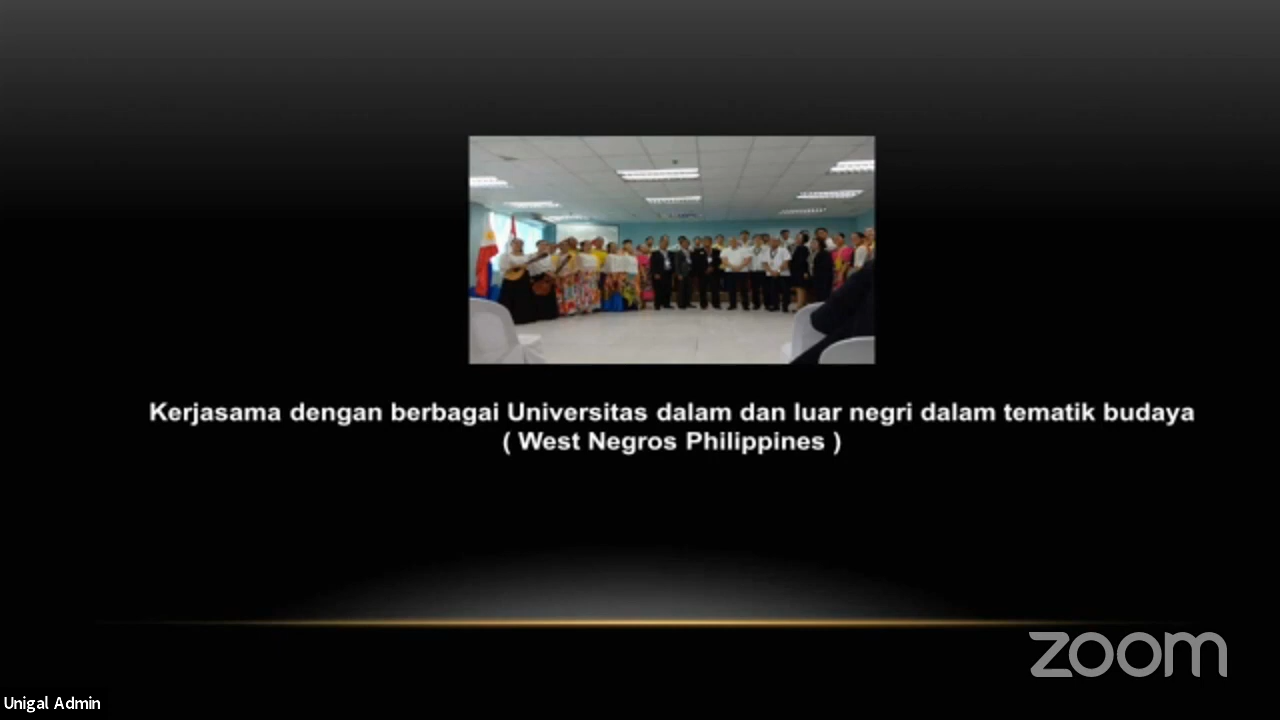 Kerjasama dengan berbagai Universitas dalam dan luar negri dalam tematik budaya
( West Negros Philippines )
zoom
Unigal Admin